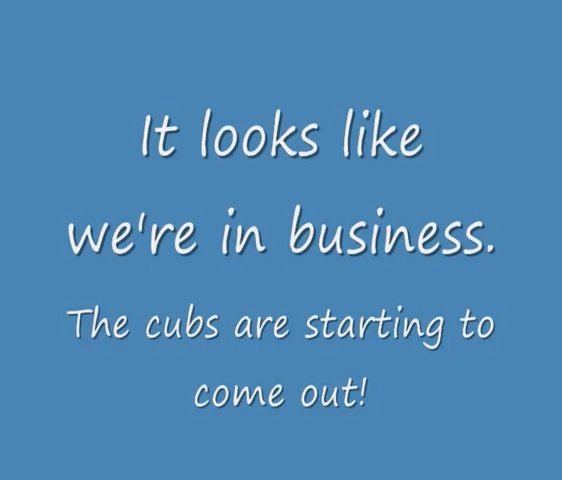 It looks like
we're in business.
The cubs are starting to
come out!